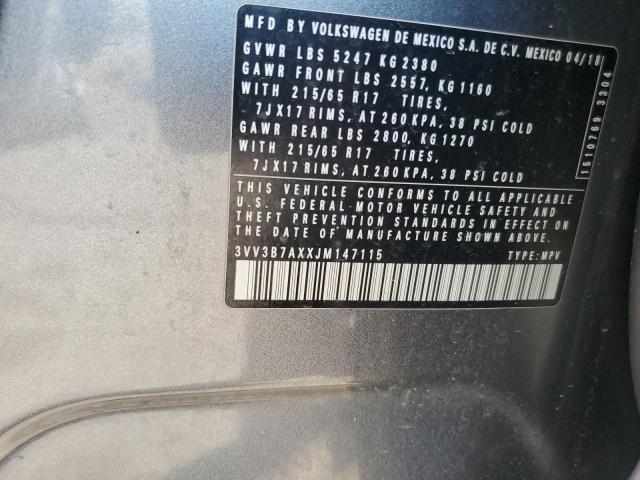 MFD BY VOLKSWAGEN DE MEXICO S.A. DE C.V. MEXICO 04/18
GVWR LBS 5247 KG 2380
GAWR FRONT LBS 2557, KG 1160
WITH 215/65 R17 TIRES,
7JX17 RIMS, AT 260 KPA, 38 PSI COLD
GAWR REAR LBS 2800, KG 1270
WITH 215/65 R17 TIRES,
7JX17 RIMS, AT 260 KPA, 38 PSI COLD
THIS VEHICLE CONFORMS TO ALL APPLICABLE
U.S. FEDERAL-MOTOR VEHICLE SAFETY AND
THEFT PREVENTION STANDARDS IN EFFECT ON
THE DATE OF MANUFACTURE SHOWN ABOVE
3VV3B7AXXJM147115 TYPE: MPV
1510769 3304